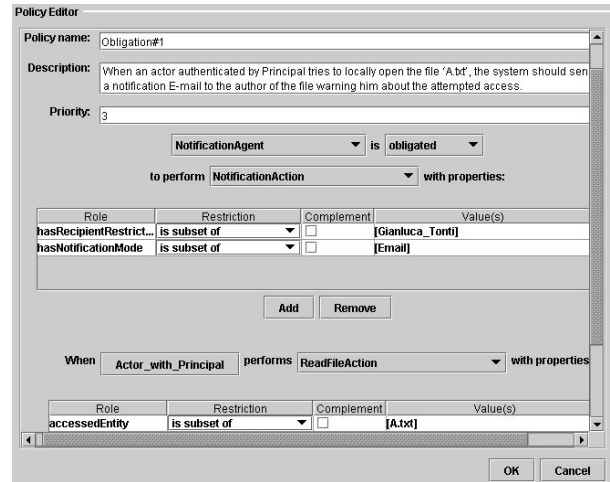 Policy Editor
Policy name: Obligation#1
Description: When an actor authenticated by Principal tries to locally open the file 'A.txt', the system should sen
a notification E-mail to the author of the file warning him about the attempted access.
Priority: 3
NotificationAgent is obligated
to perform NotificationAction with properties:
Role Restriction Complement Value(s)
hasRecipientRestrict... is subset of [Gianluca_Tonti]
hasNotificationMode is subset of [Email]
Add Remove
When Actor_with_Principal performs ReadFileAction with properties
Role Restriction Complement Value(s)
accessedEntity is subset of [A.txt]
OK Cancel